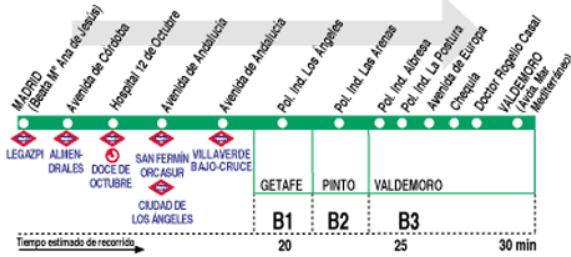 MADRID
(Beata Mª Ana de Jesús)
Avenida de Córdoba
Hospital 12 de Octubre
Avenida de Andalucía
Avenida de Andalucía
Pol. Ind. Los Ángeles
Pol. Ind. Las Arenas
Pol. Ind. Albresa
Pol. Ind. La Postura
Avenida de Europa
Chequia
Doctor Rogelio Casal
VALDEMORO
(Avda. Mar
Mediterráneo)
LEGAZPI
ALMEN-
DRALES
DOCE DE
OCTUBRE
SAN FERMÍN
ORCASUR
CIUDAD DE
LOS ÁNGELES
VILLAVERDE
BAJO-CRUCE
GETAFE
PINTO
VALDEMORO
B1
B2
B3
Tiempo estimado de recorrido
20
25
30 min